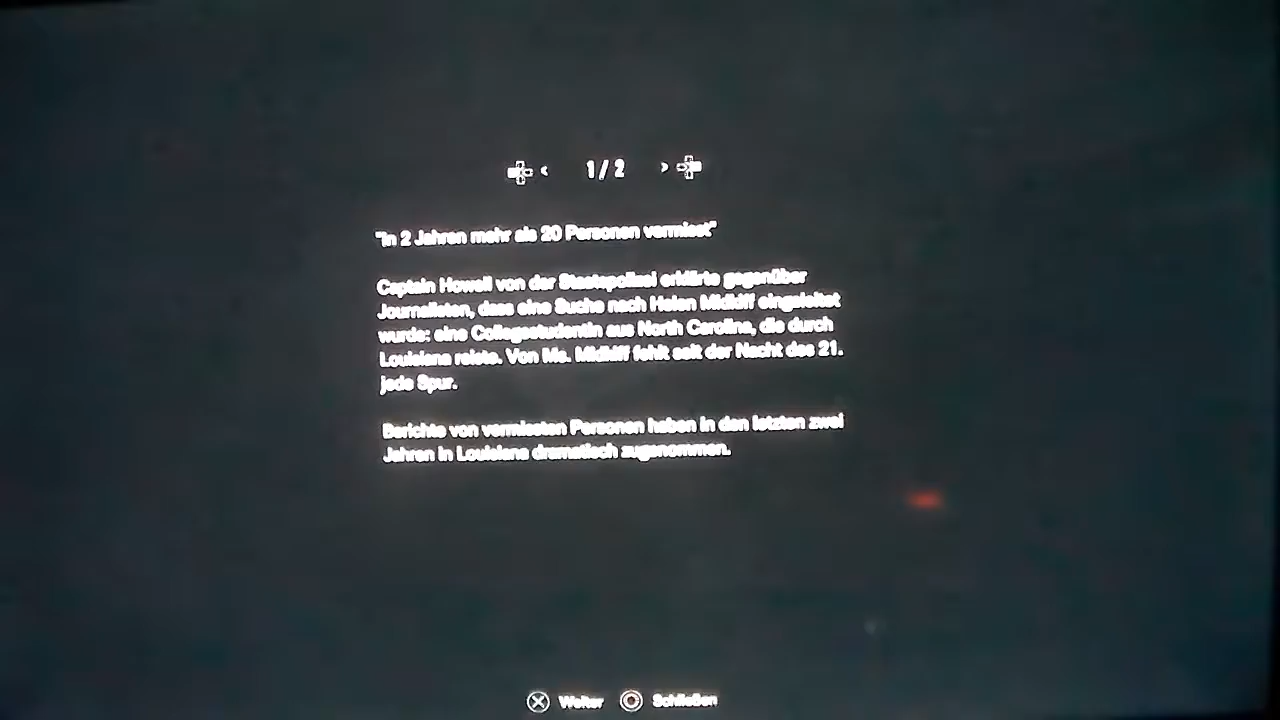 < 1/2 >
"In 2 Jahren mehr als 20 Personen vermisst"
Captain Howell von der Staatspolizei erklärte gegenüber
Journalisten, dass eine Suche nach Helen Midkiff eingeleitet
wurde: eine Collegestudentin aus North Carolina, die durch
Louisiana reiste. Von Ms. Midkiff fehlt seit der Nacht des 21.
jede Spur.
Berichte von vermissten Personen haben in den letzten zwei
Jahren in Louisiana dramatisch zugenommen.
Weiter Schließen